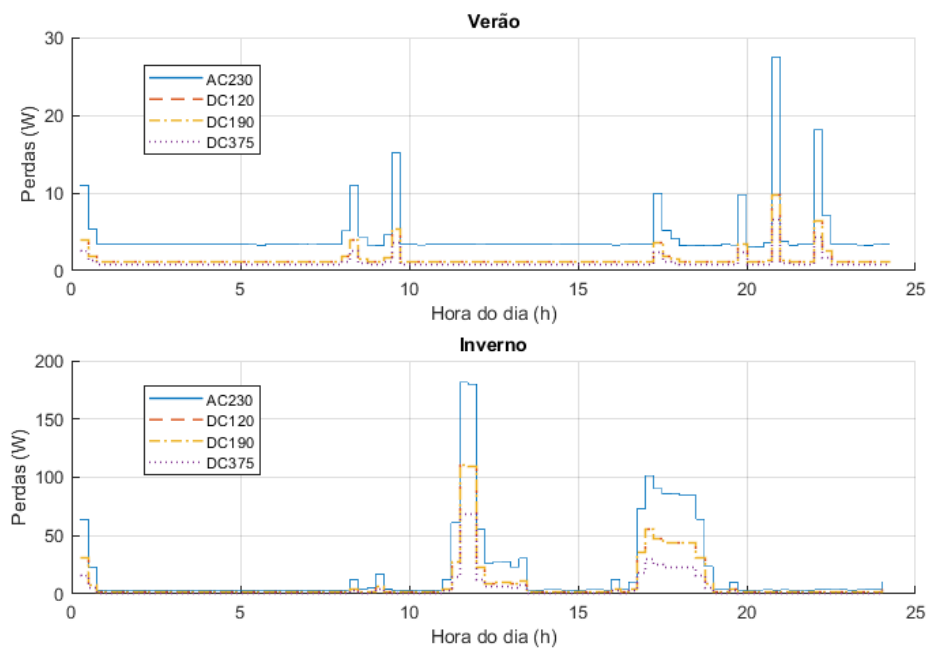 Verão
30
20
10
0
Perdas (W)
AC230
DC120
DC190
DC375
0 5 10 15 20 25
Hora do dia (h)
Inverno
200
150
100
50
0
Perdas (W)
AC230
DC120
DC190
DC375
0 5 10 15 20 25
Hora do dia (h)